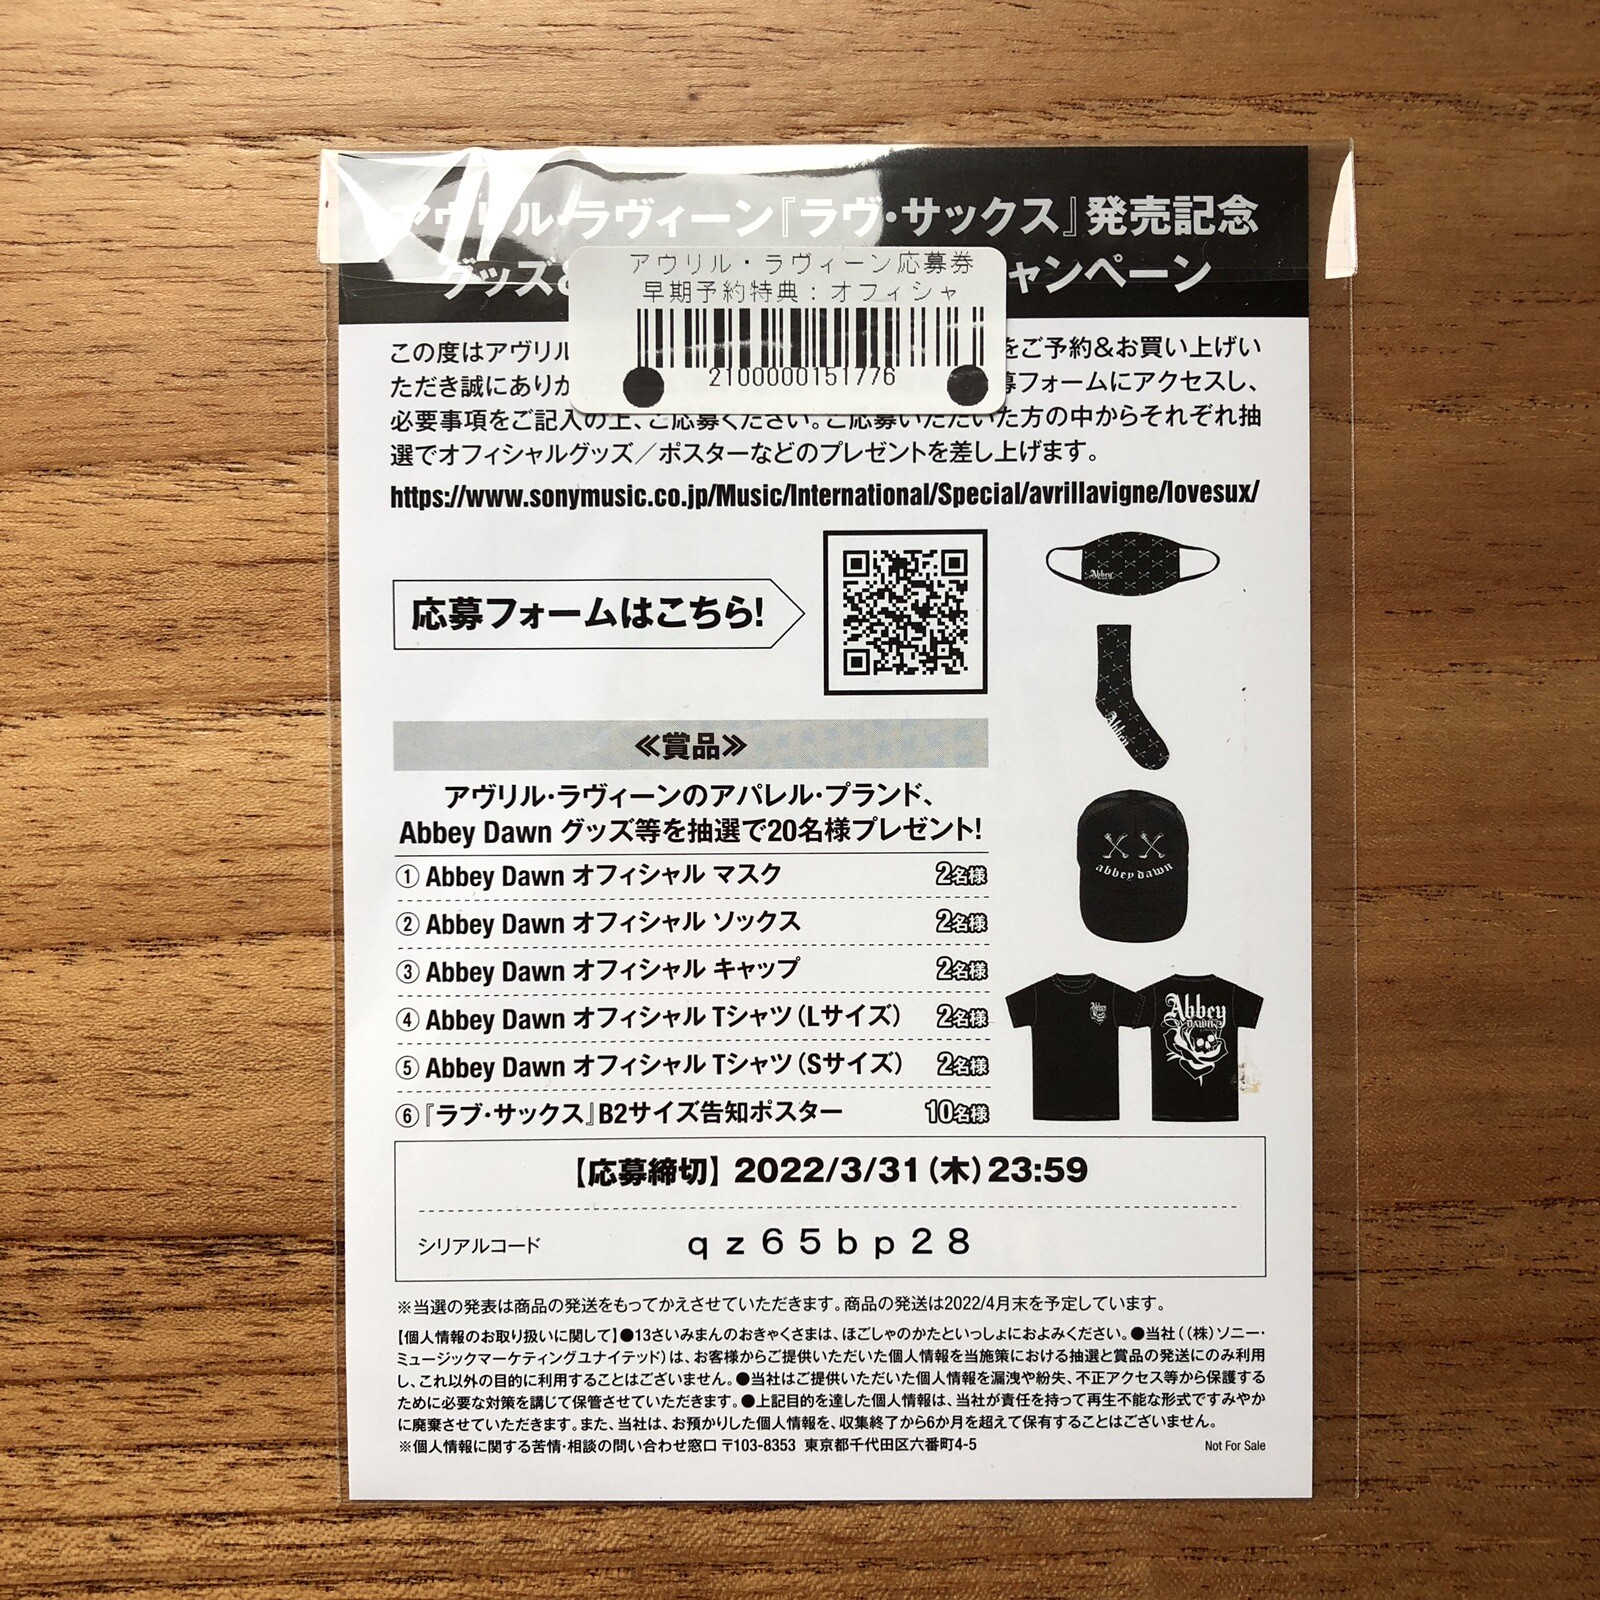 アヴリル・ラヴィーン『ラヴ・サックス』発売記念
グッズ& ャンペーン
アウリル・ラヴィーン応募券
早期予約特典:オフィシャ
2100000151776
この度はアヴリル をご予約&お買い上げい
ただき誠にありが 募フォームにアクセスし、
必要事項をご記入の上、ご応募ください。ご応募いただいた方の中からそれぞれ抽
選でオフィシャルグッズ/ポスターなどのプレゼントを差し上げます。
https://www.sonymusic.co.jp/Music/International/Special/avrillavigne/lovesux/
応募フォームはこちら!
Abbey
Abbey
≪賞品≫
アヴリル・ラヴィーンのアパレル・ブランド、
Abbey Dawn グッズ等を抽選で20名様プレゼント!
① Abbey Dawn オフィシャル マスク 2名様
② Abbey Dawn オフィシャル ソックス 2名様
③ Abbey Dawn オフィシャル キャップ 2名様
④ Abbey Dawn オフィシャル Tシャツ(Lサイズ) 2名様
⑤ Abbey Dawn オフィシャル Tシャツ(Sサイズ) 2名様
⑥『ラブ・サックス』B2サイズ告知ポスター 10名様
abbey dawn
Abbey
Abbey
DAWN
【応募締切】2022/3/31(木)23:59
シリアルコード qz65bp28
※当選の発表は商品の発送をもってかえさせていただきます。商品の発送は2022/4月末を予定しています。
【個人情報のお取り扱いに関して】●13さいみまんのおきゃくさまは、ほごしゃのかたといっしょにおよみください。●当社((株)ソニー・
ミュージックマーケティングユナイテッド)は、お客様からご提供いただいた個人情報を当施策における抽選と賞品の発送にのみ利用
し、これ以外の目的に利用することはございません。●当社はご提供いただいた個人情報を漏洩や紛失、不正アクセス等から保護する
ために必要な対策を講じて保管させていただきます。●上記目的を達した個人情報は、当社が責任を持って再生不能な形式ですみやか
に廃棄させていただきます。また、当社は、お預かりした個人情報を、収集終了から6か月を超えて保有することはございません。
※個人情報に関する苦情・相談の問い合わせ窓口 〒103-8353 東京都千代田区六番町4-5
Not For Sale